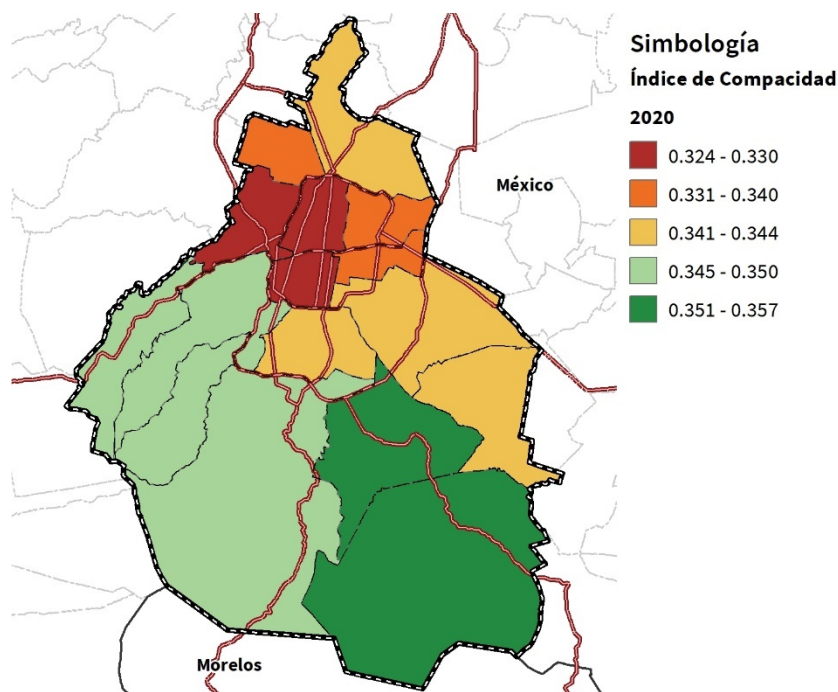 Simbología
Índice de Compacidad
2020
0.324 - 0.330
0.331 - 0.340
0.341 - 0.344
0.345 - 0.350
0.351 - 0.357
México
Morelos